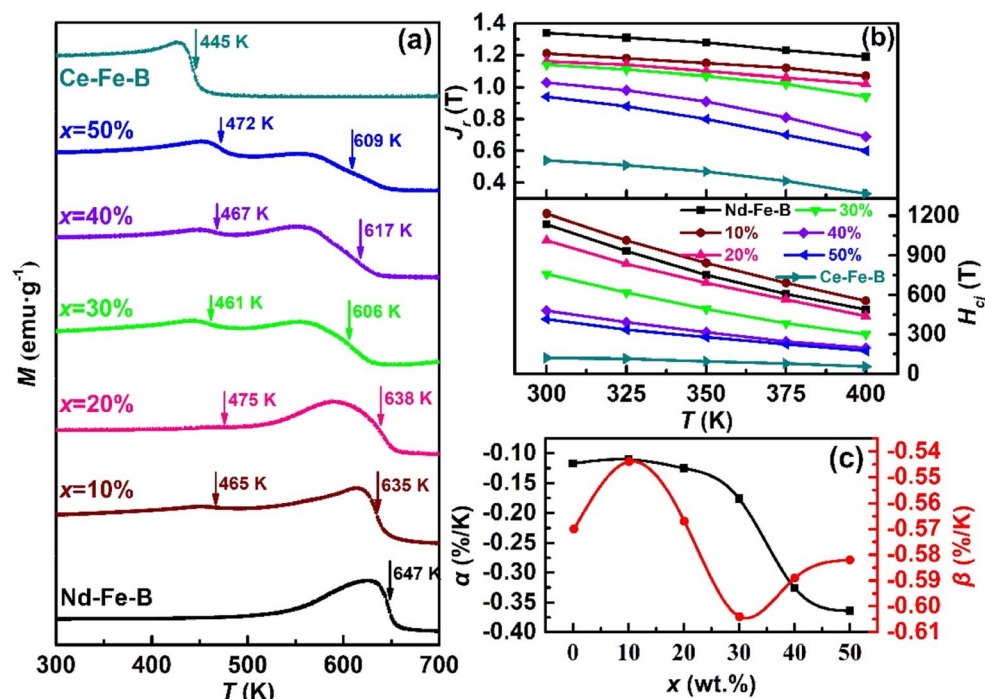 (a)
445 K
Ce-Fe-B
x=50%
472 K
609 K
x=40%
467 K
617 K
x=30%
461 K
606 K
x=20%
475 K
638 K
x=10%
465 K
635 K
Nd-Fe-B
647 K
M (emu·g⁻¹)
300 400 500 600 700
T (K)
(b)
1.4
1.2
1.0
0.8
0.6
0.4
Jr (T)
Nd-Fe-B 30%
10% 40%
20% 50%
Ce-Fe-B
1200
900
600
300
0
Hci (T)
300 325 350 375 400
T (K)
(c)
-0.10
-0.15
-0.20
-0.25
-0.30
-0.35
-0.40
α (%/K)
-0.54
-0.55
-0.56
-0.57
-0.58
-0.59
-0.60
-0.61
β (%/K)
0 10 20 30 40 50
x (wt.%)